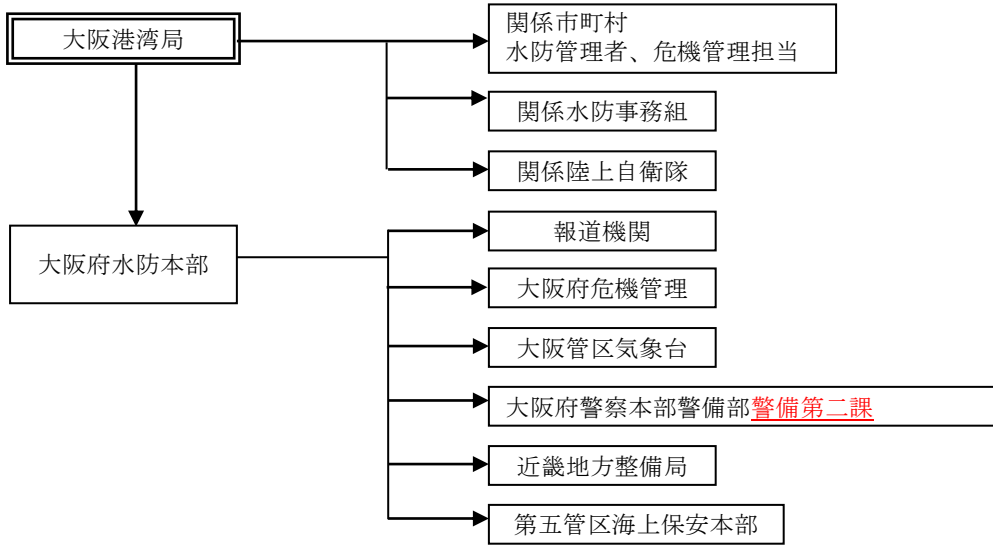 大阪港湾局
関係市町村
水防管理者、危機管理担当
関係水防事務組
関係陸上自衛隊
大阪府水防本部
報道機関
大阪府危機管理
大阪管区気象台
大阪府警察本部警備部警備第二課
近畿地方整備局
第五管区海上保安本部